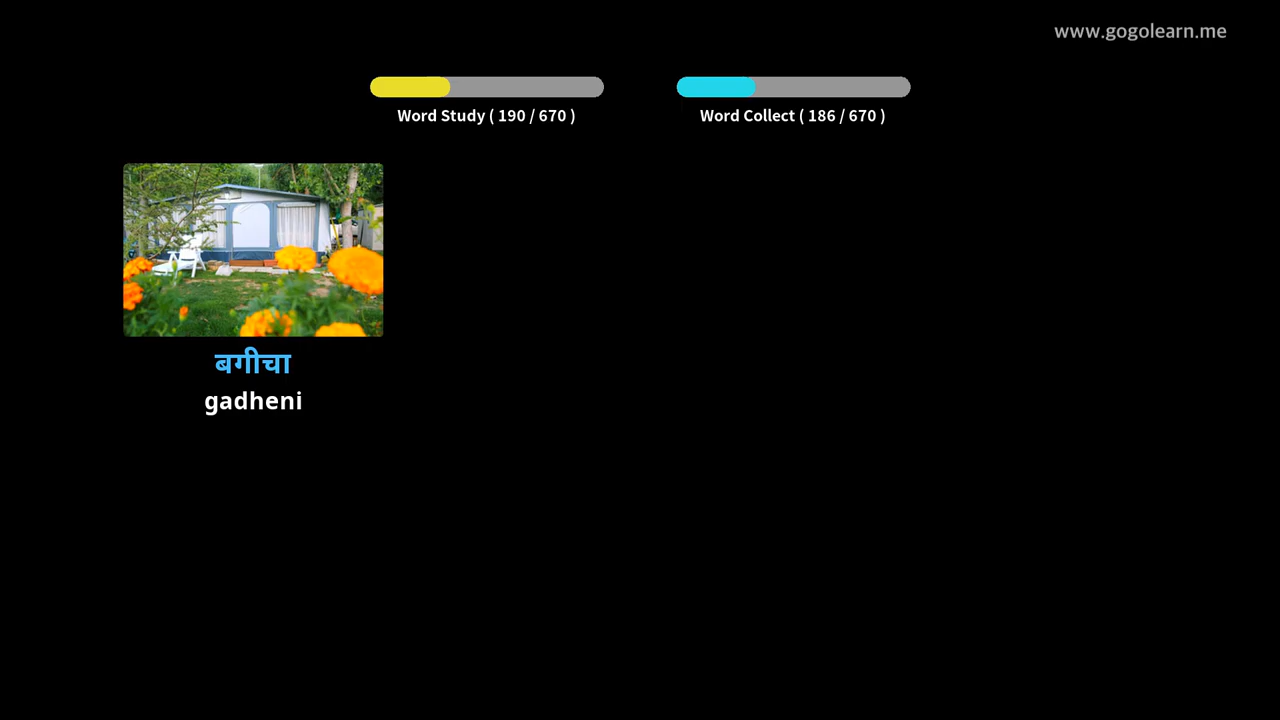 www.gogolearn.me
Word Study ( 190 / 670 )
Word Collect ( 186 / 670 )
बगीचा
gadheni